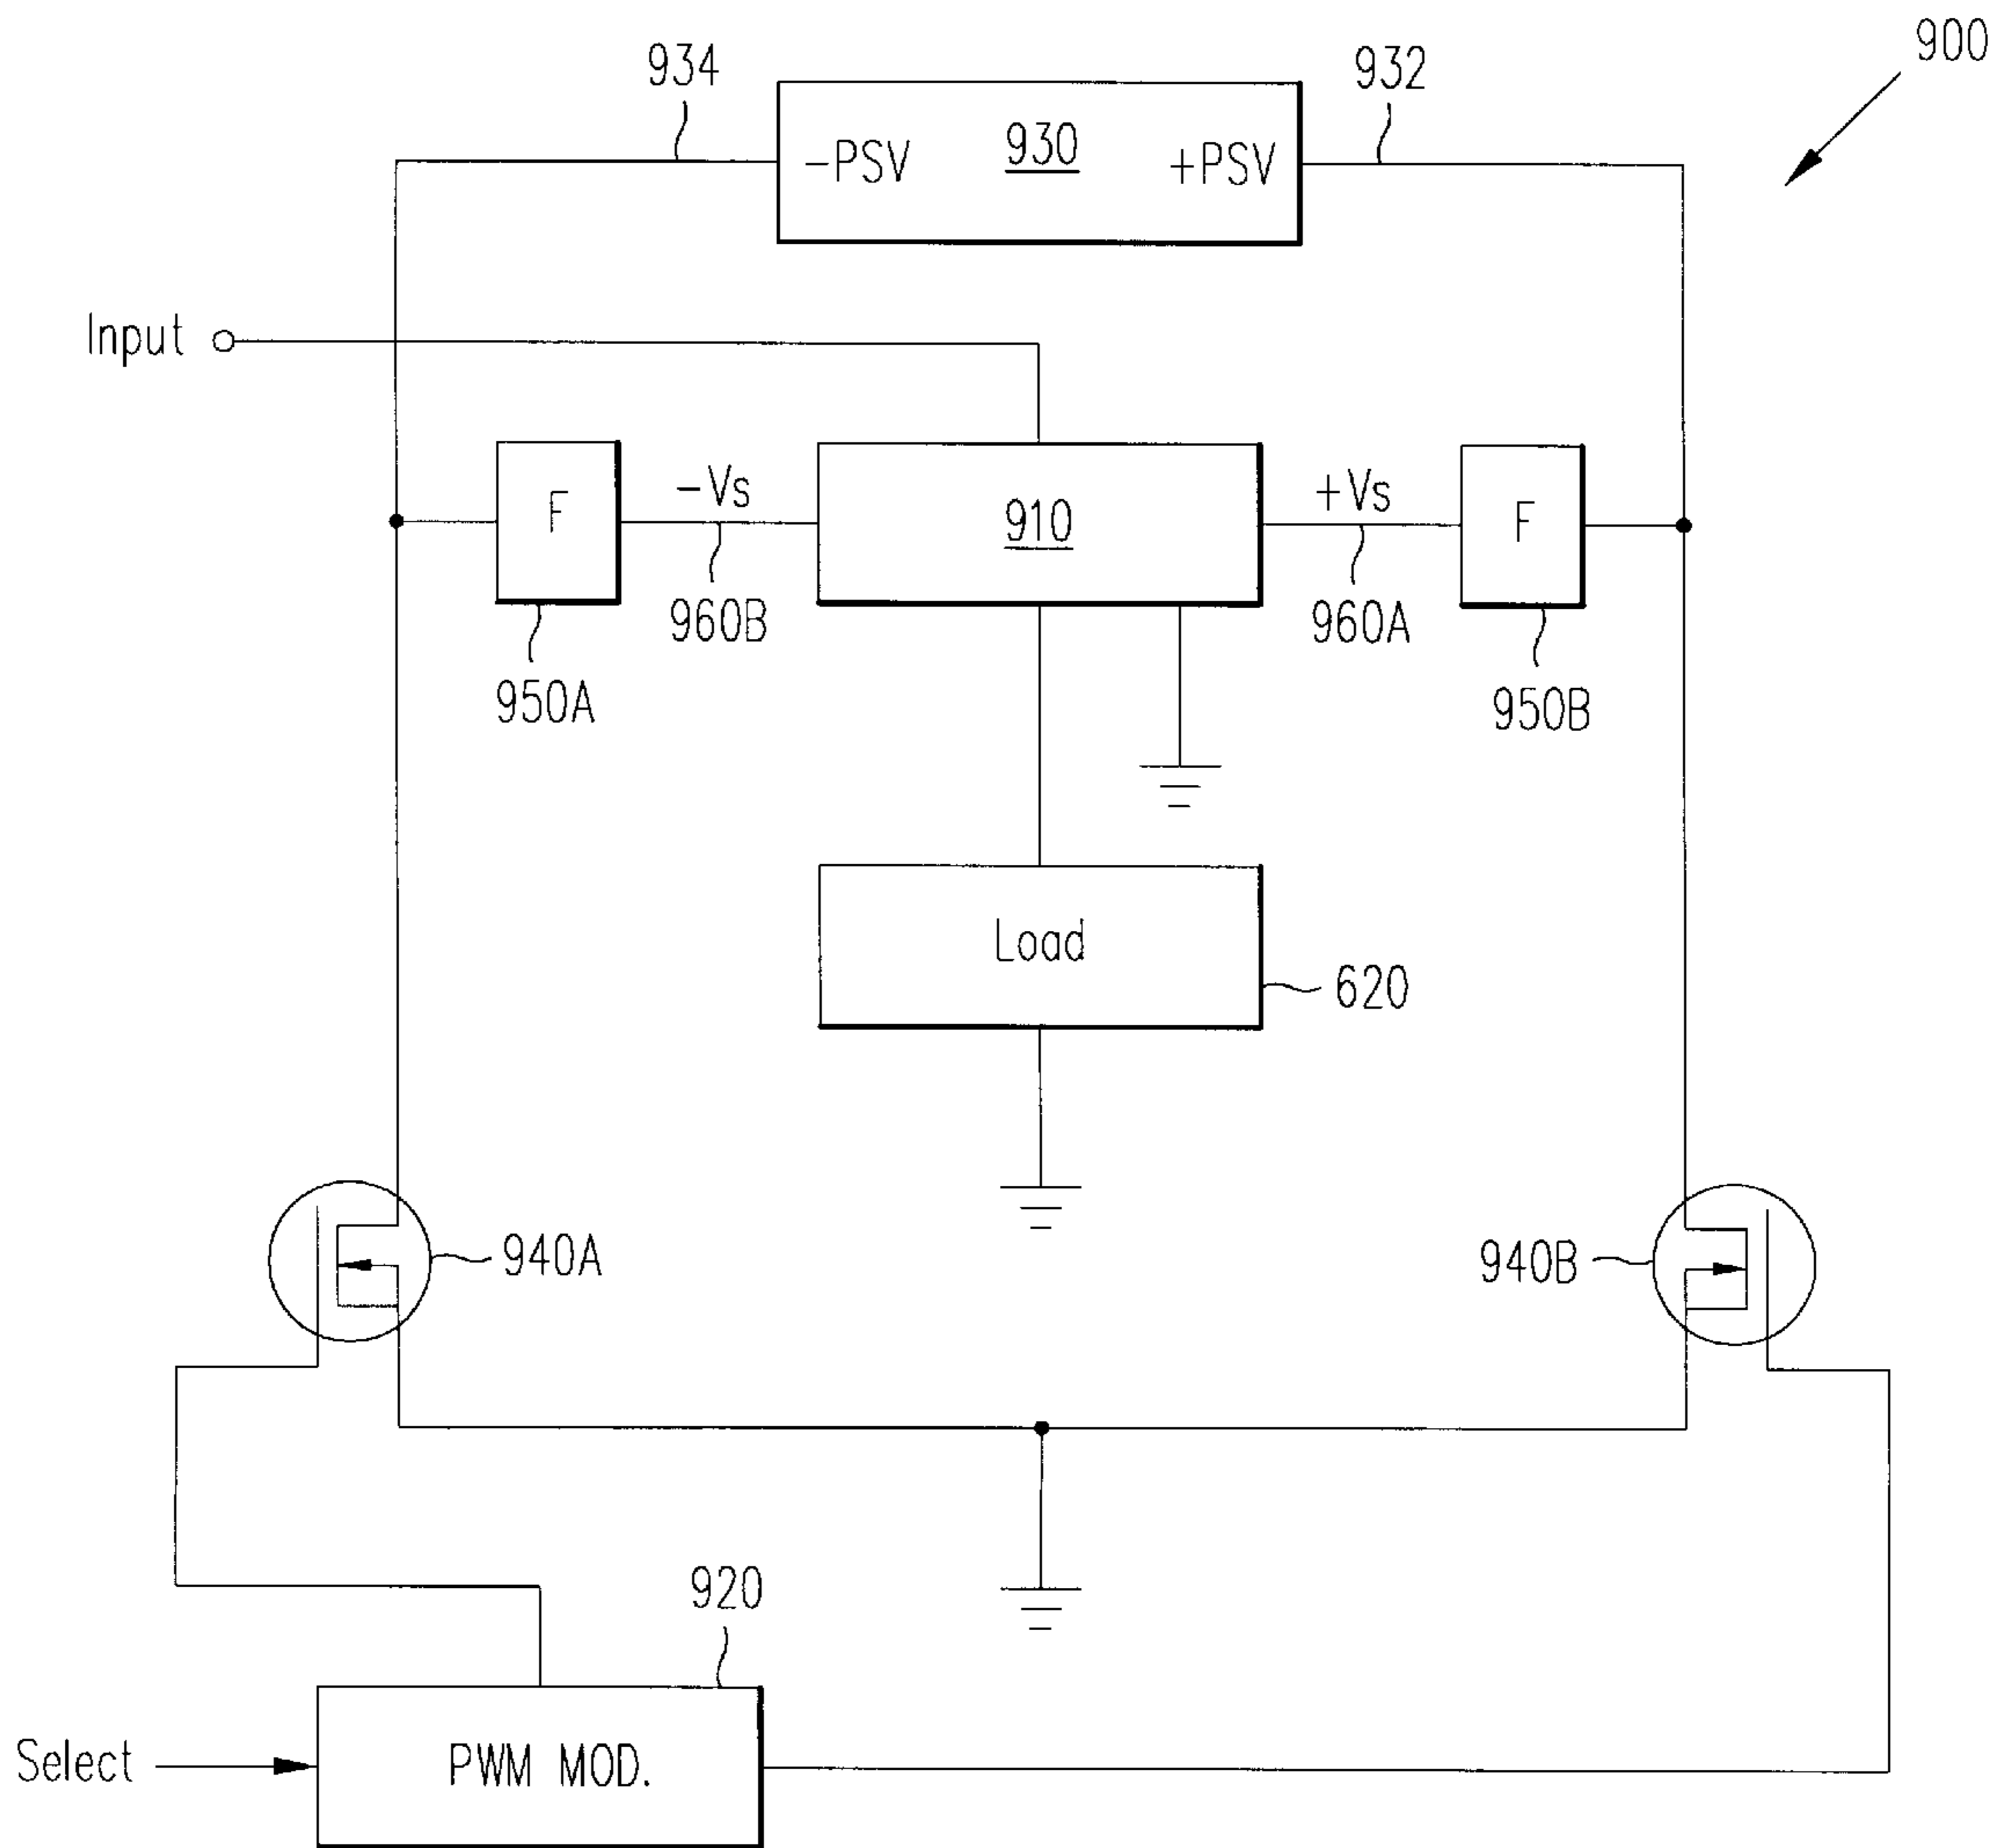 900
934
932
−PSV 930 +PSV
Input
F
−Vs
910
+Vs
F
960B
960A
950A
950B
Load
620
940A
940B
920
Select
PWM MOD.